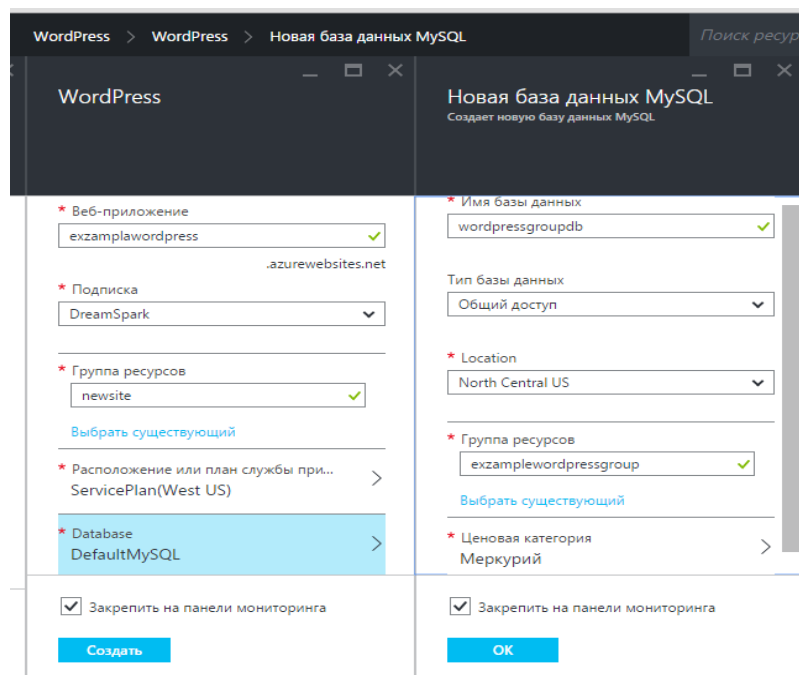 WordPress > WordPress > Новая база данных MySQL
Поиск ресур
WordPress
* Веб-приложение
exzamplawordpress
.azurewebsites.net
* Подписка
DreamSpark
* Группа ресурсов
newsite
Выбрать существующий
* Расположение или план службы при...
ServicePlan(West US)
* Database
DefaultMySQL
Закрепить на панели мониторинга
Создать
Новая база данных MySQL
Создает новую базу данных MySQL
* Имя базы данных
wordpressgroupdb
Тип базы данных
Общий доступ
* Location
North Central US
* Группа ресурсов
exzamplewordpressgroup
Выбрать существующий
* Ценовая категория
Меркурий
Закрепить на панели мониторинга
OK